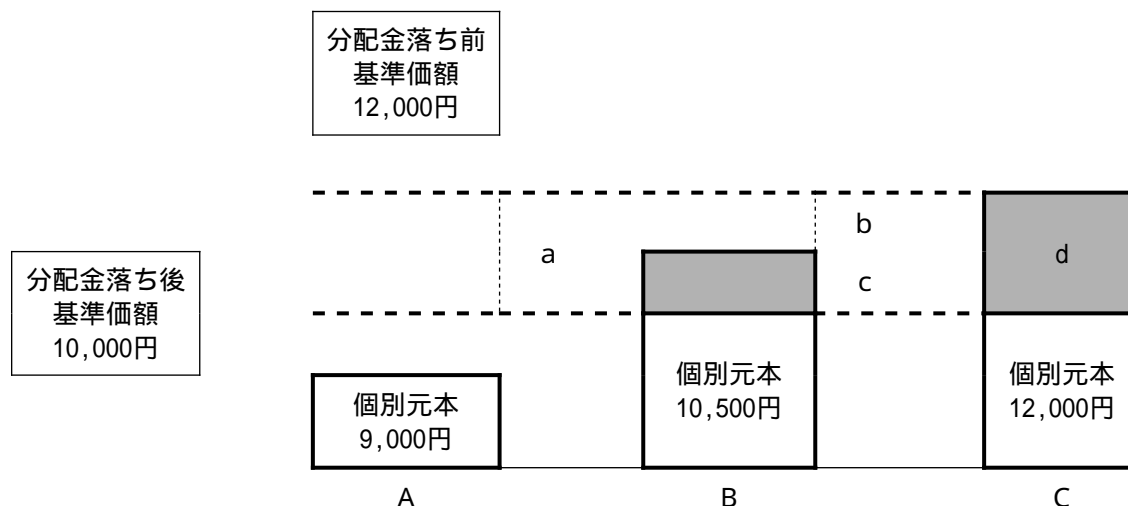 分配金落ち前
基準価額
12,000円
b
a
d
c
分配金落ち後
基準価額
10,000円
個別元本
9,000円
個別元本
10,500円
個別元本
12,000円
A
B
C